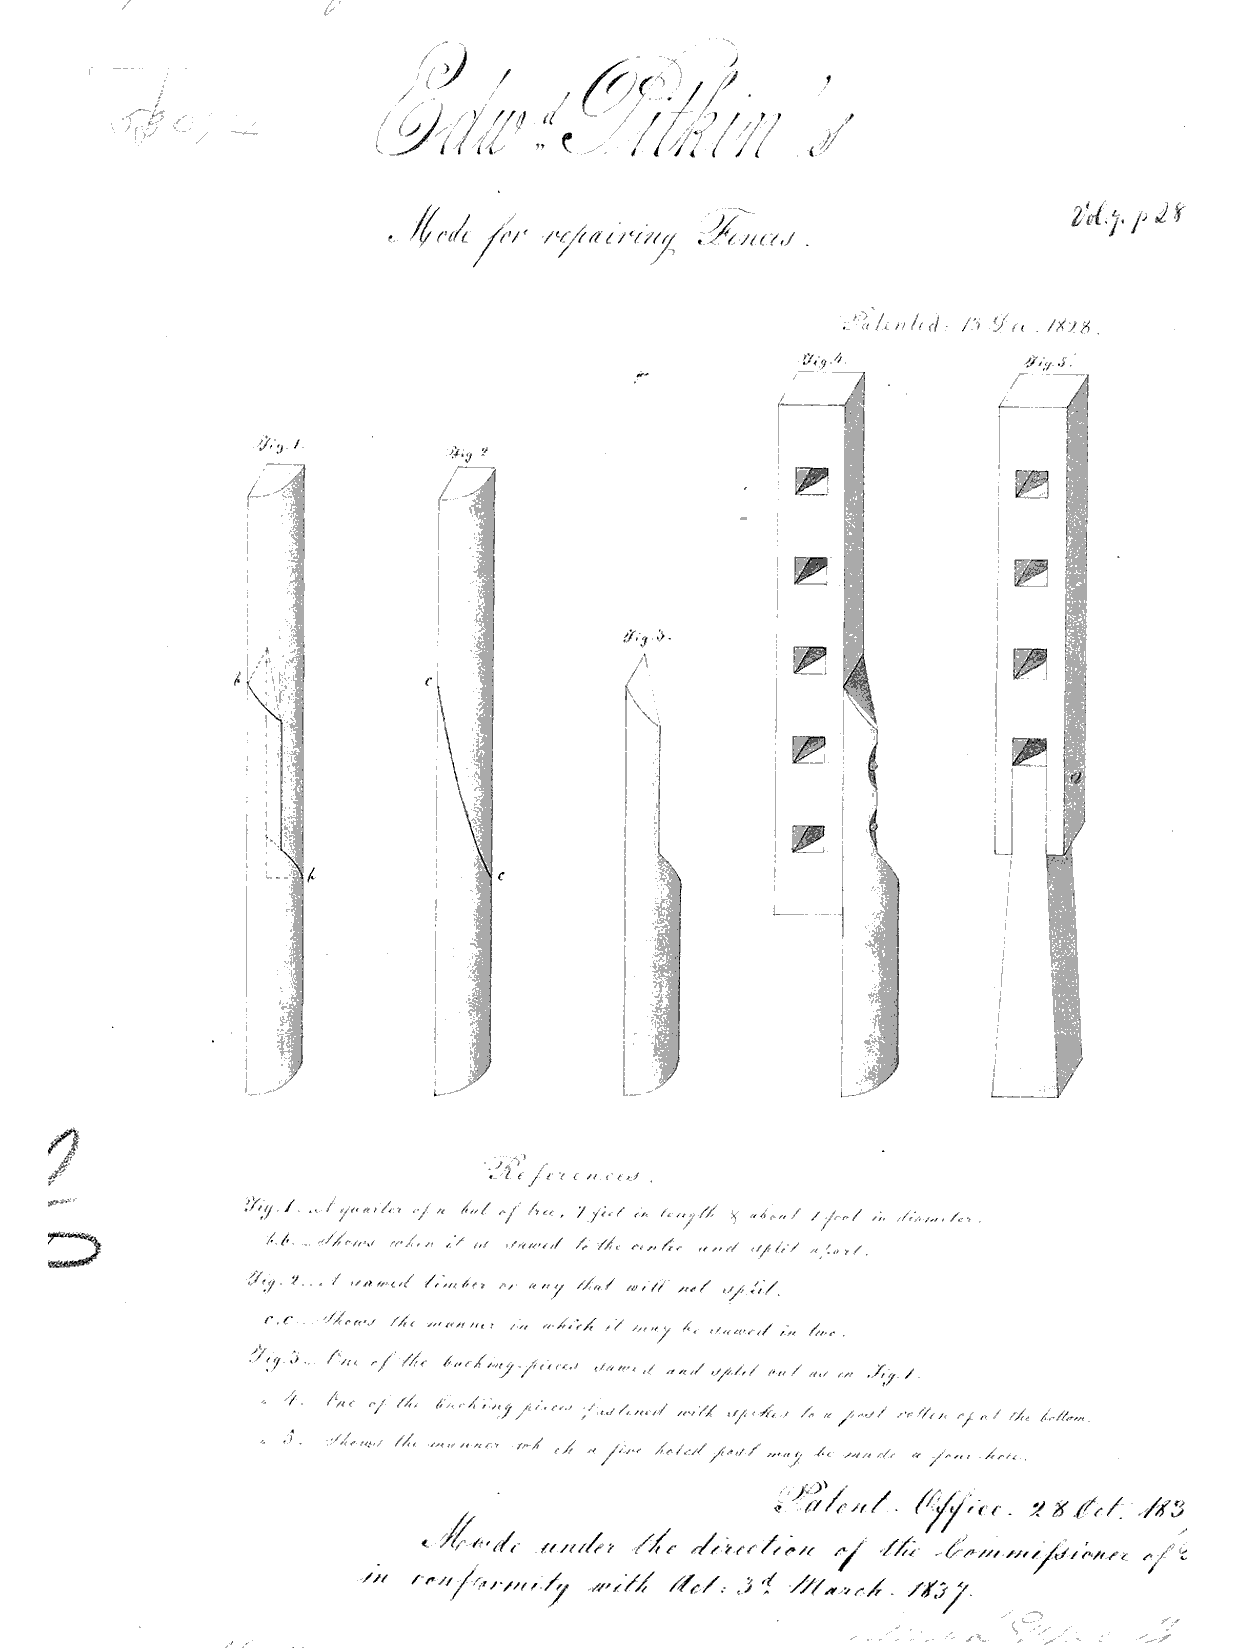 Edwd. Pitkin's
Mode for repairing Fences.
Vol. 7. p 28
Patented: 15 Dec. 1828.
Fig. 4.
Fig. 5.
Fig. 1.
Fig. 2
Fig. 3.
b
c
a
b
c
References.
Fig. 1. A quarter of a but of tree, 7 feet in length & about 1 foot in diameter.
b.b. Shows when it is sawed to the centre and split apart.
Fig. 2. A sawed timber or any that will not split.
c.c. Shows the manner in which it may be sawed in two.
Fig. 3. One of the backing-pieces sawed and split out as in Fig. 1.
" 4. One of the backing pieces fastened with spikes to a post rotten of at the bottom.
" 5. Shows the manner wh ch a five holed post may be made a four hole.
Patent. Office. 28 Oct. 183
Made under the direction of the Commissioner of
in conformity with Act: 3d. March. 1837.